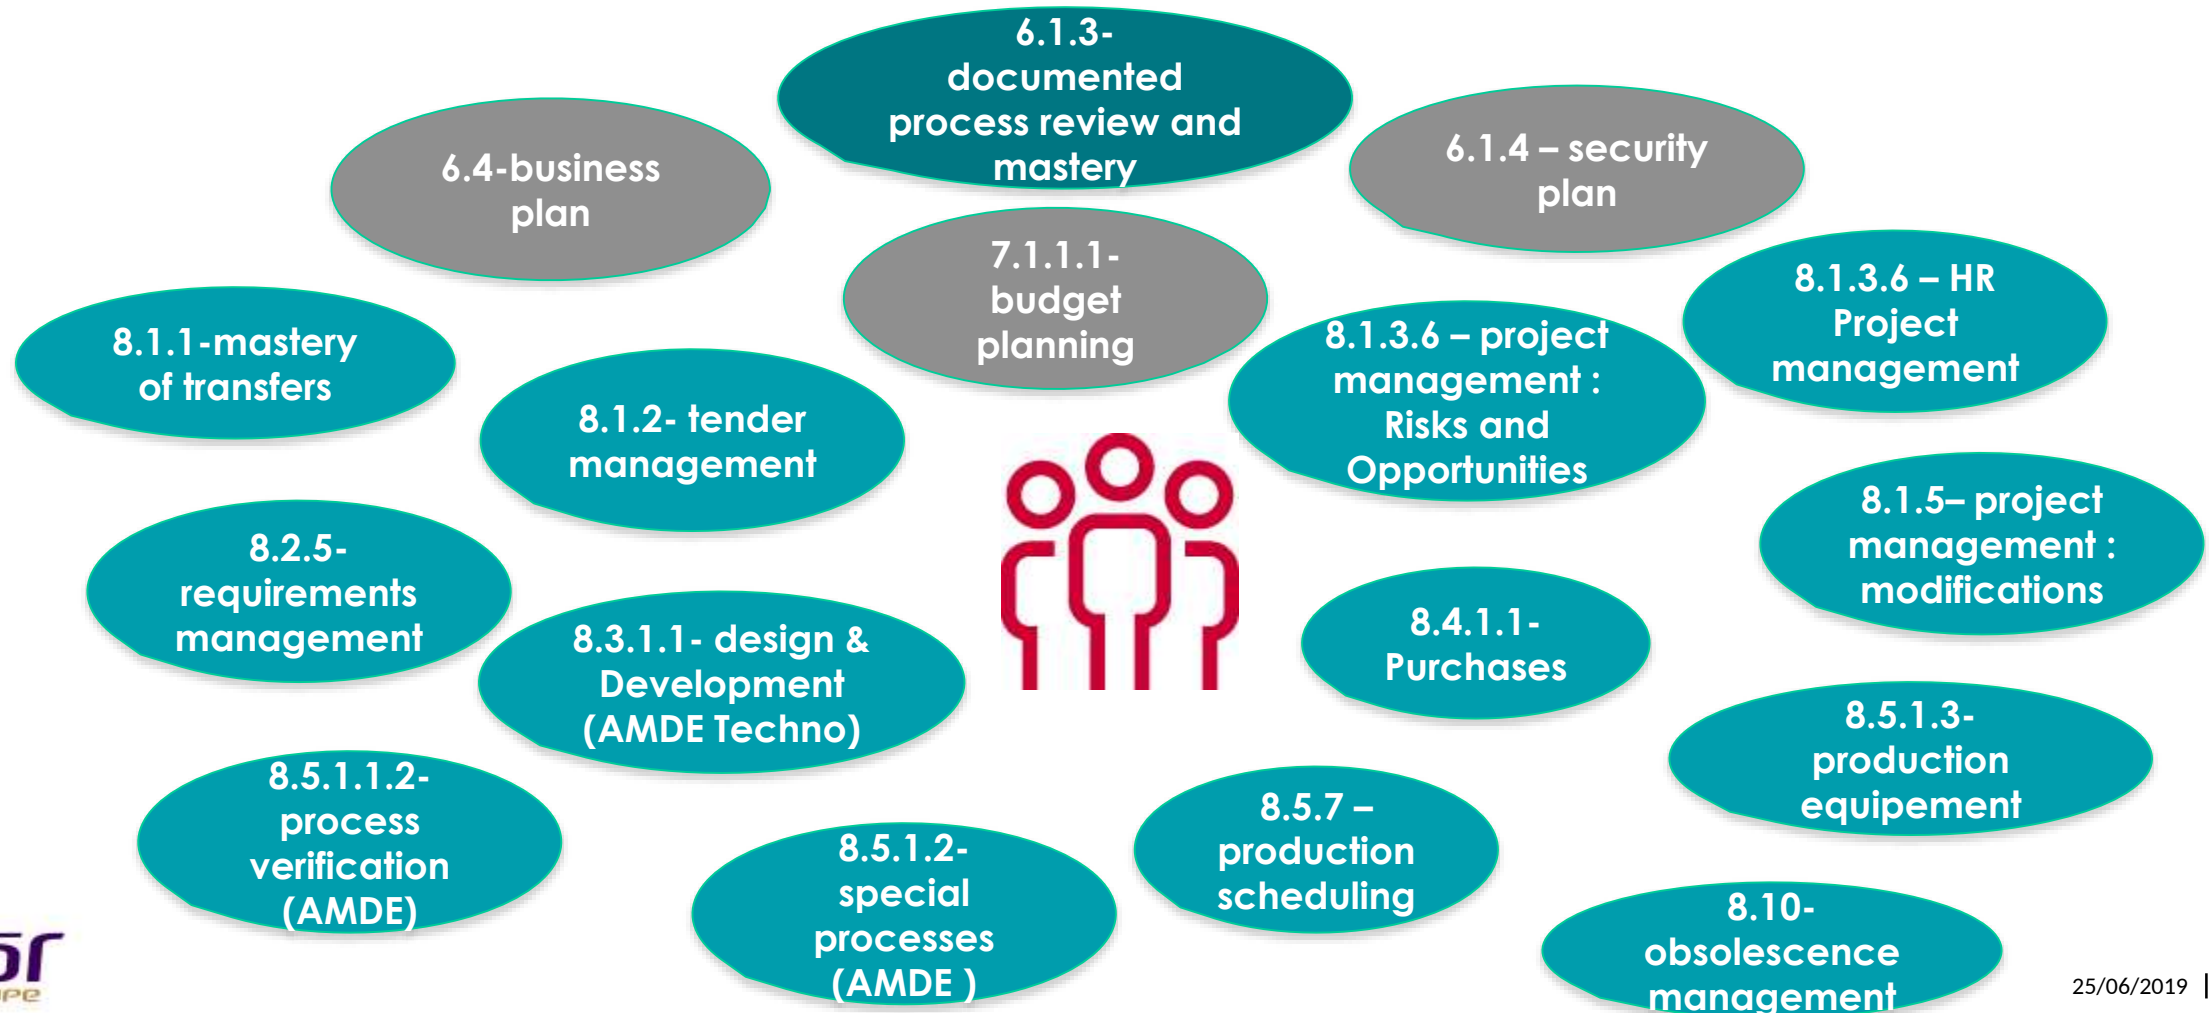 6.1.3-
documented
process review and
mastery
6.4-business
plan
6.1.4 – security
plan
7.1.1.1-
budget
planning
8.1.3.6 – HR
Project
management
8.1.1-mastery
of transfers
8.1.2- tender
management
8.1.3.6 – project
management :
Risks and
Opportunities
8.1.5– project
management :
modifications
8.2.5-
requirements
management
8.3.1.1- design &
Development
(AMDE Techno)
8.4.1.1-
Purchases
8.5.1.3-
production
equipement
8.5.1.1.2-
process
verification
(AMDE)
8.5.1.2-
special
processes
(AMDE )
8.5.7 –
production
scheduling
8.10-
obsolescence
management
25/06/2019 |